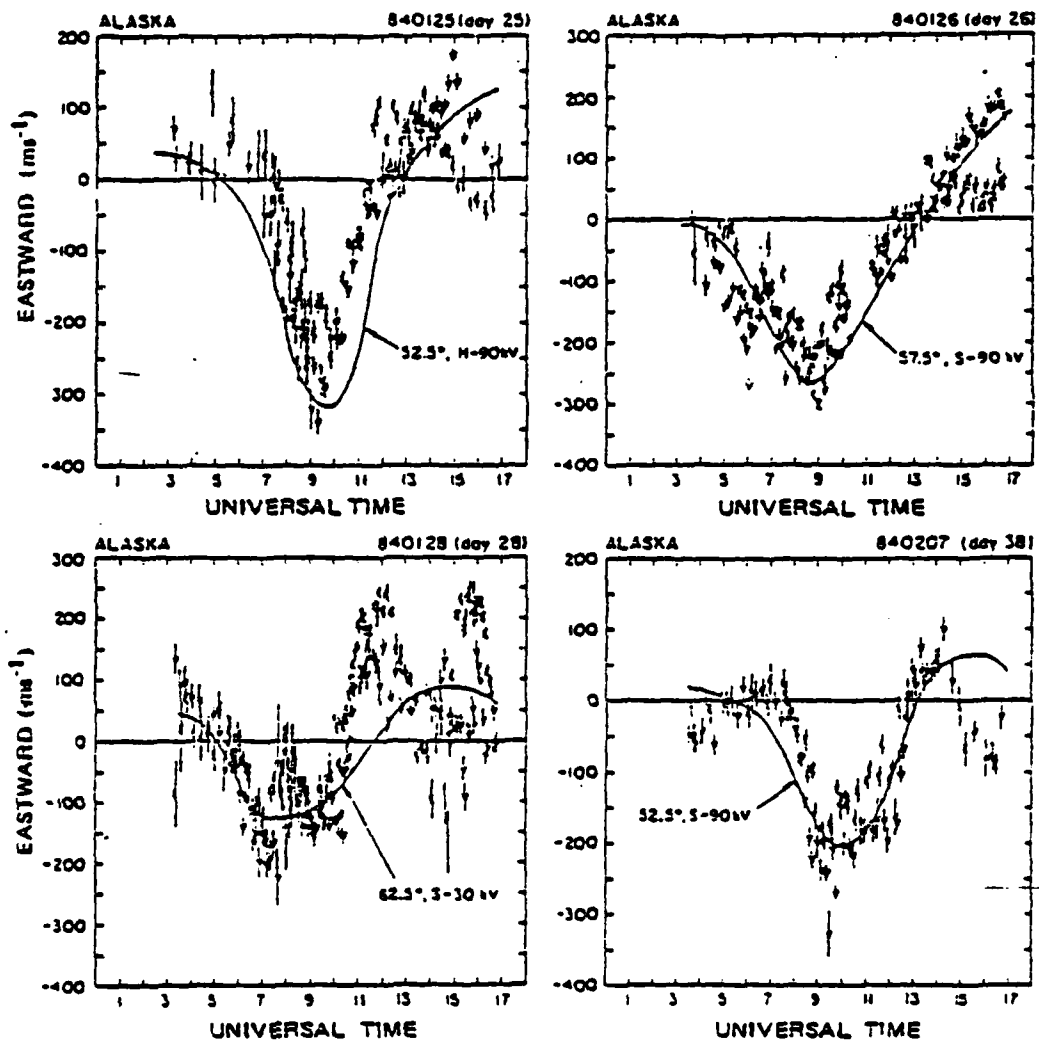 ALASKA 840125 (day 25)
200
100
0
-100
-200
-300
-400
EASTWARD (ms⁻¹)
52.5°, H-90kV
1 3 5 7 9 11 13 15 17
UNIVERSAL TIME
ALASKA 840126 (day 26)
300
200
100
0
-100
-200
-300
-400
57.5°, S-90kV
1 3 5 7 9 11 13 15 17
UNIVERSAL TIME
ALASKA 840128 (day 28)
300
200
100
0
-100
-200
-300
-400
EASTWARD (ms⁻¹)
62.5°, S-30 kV
1 3 5 7 9 11 13 15 17
UNIVERSAL TIME
ALASKA 840207 (day 38)
200
100
0
-100
-200
-300
-400
52.5°, S-90kV
1 3 5 7 9 11 13 15 17
UNIVERSAL TIME